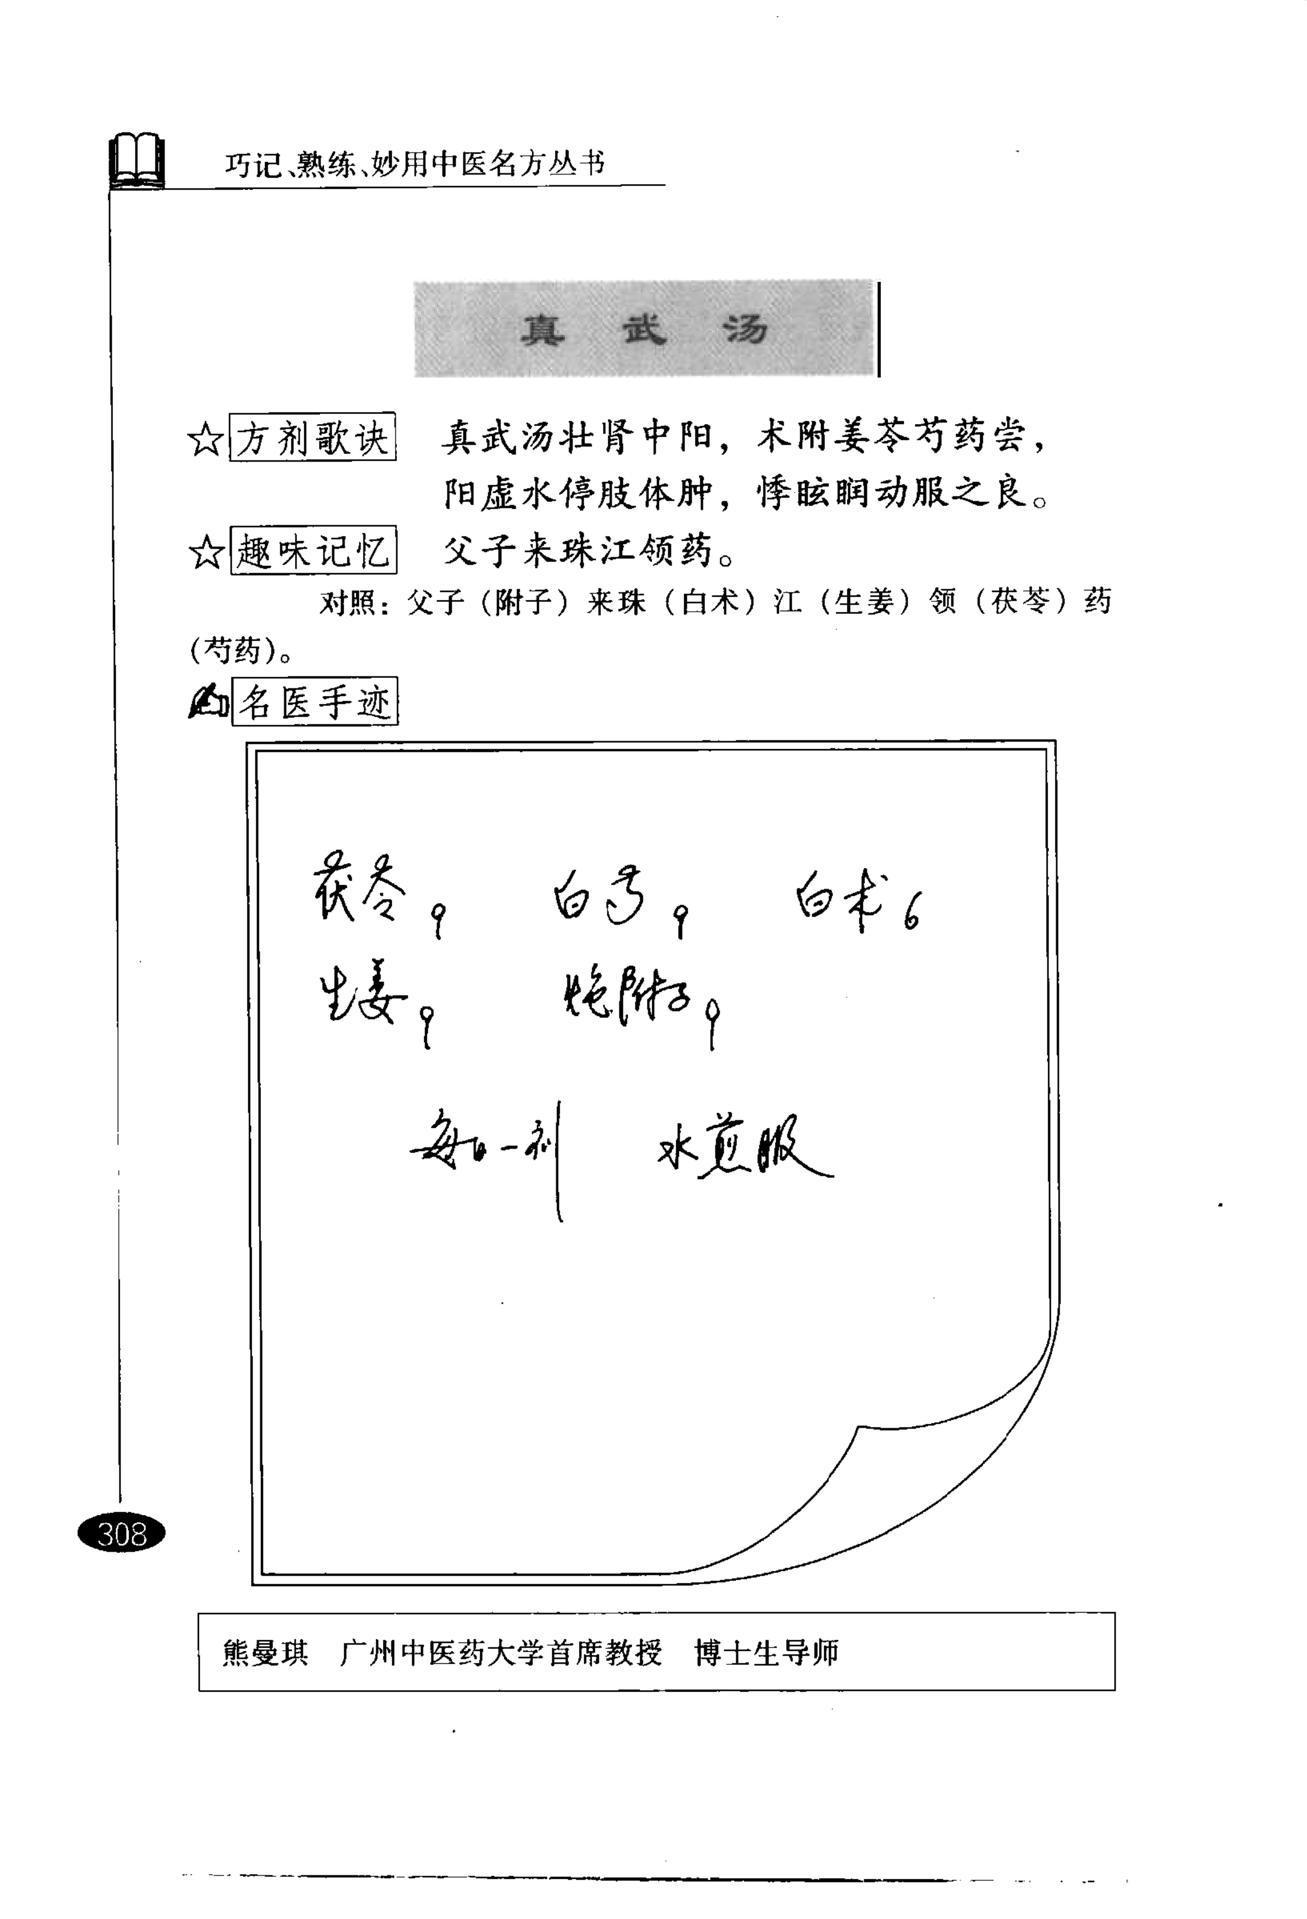 巧记、熟练、妙用中医名方丛书
真武汤
☆方剂歌诀 真武汤壮肾中阳，术附姜苓芍药尝，
阳虚水停肢体肿，悸眩瞤动服之良。
☆趣味记忆 父子来珠江领药。
对照：父子（附子）来珠（白术）江（生姜）领（茯苓）药
（芍药）。
名医手迹
茯苓9 白芍9 白术6
生姜9 炮附子9
每日一剂 水煎服
308
熊曼琪 广州中医药大学首席教授 博士生导师